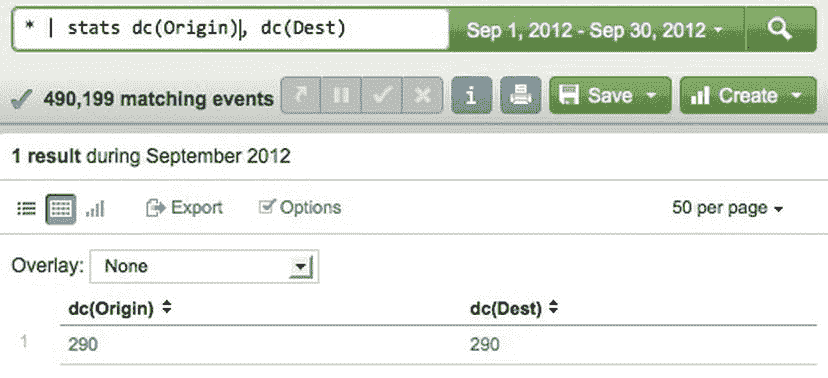 * | stats dc(Origin), dc(Dest)
Sep 1, 2012 - Sep 30, 2012
490,199 matching events
i
Save
Create
1 result during September 2012
Export
Options
50 per page
Overlay: None
dc(Origin) dc(Dest)
1 290 290